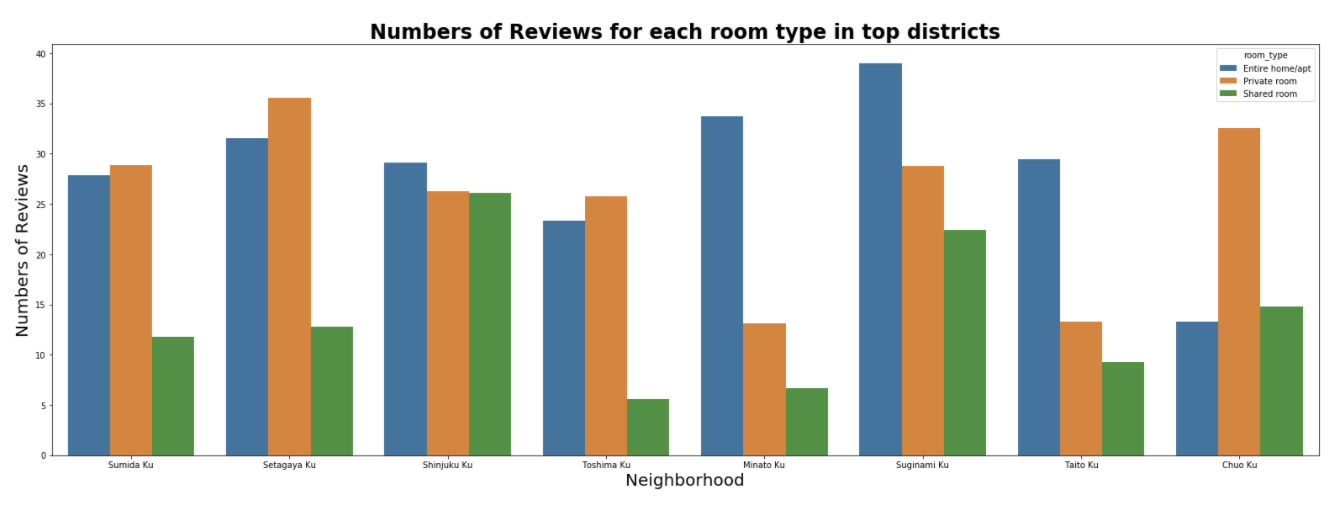 Numbers of Reviews for each room type in top districts
Numbers of Reviews
40
35
30
25
20
15
10
5
0
room_type
Entire home/apt
Private room
Shared room
Sumida Ku
Setagaya Ku
Shinjuku Ku
Toshima Ku
Minato Ku
Suginami Ku
Taito Ku
Chuo Ku
Neighborhood